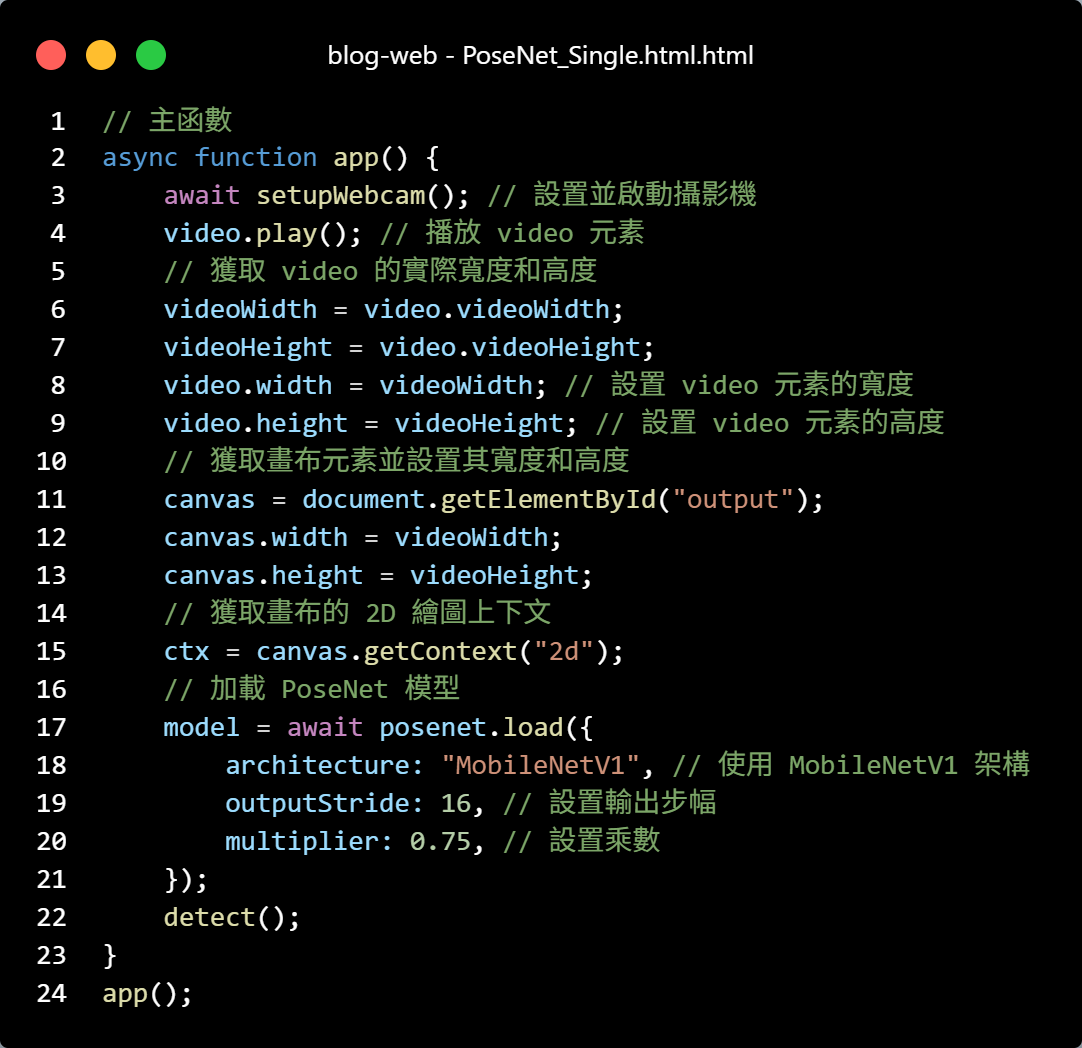 blog-web - PoseNet_Single.html.html
1 // 主函數
2 async function app() {
3     await setupWebcam(); // 設置並啟動攝影機
4     video.play(); // 播放 video 元素
5     // 獲取 video 的實際寬度和高度
6     videoWidth = video.videoWidth;
7     videoHeight = video.videoHeight;
8     video.width = videoWidth; // 設置 video 元素的寬度
9     video.height = videoHeight; // 設置 video 元素的高度
10     // 獲取畫布元素並設置其寬度和高度
11     canvas = document.getElementById("output");
12     canvas.width = videoWidth;
13     canvas.height = videoHeight;
14     // 獲取畫布的 2D 繪圖上下文
15     ctx = canvas.getContext("2d");
16     // 加載 PoseNet 模型
17     model = await posenet.load({
18         architecture: "MobileNetV1", // 使用 MobileNetV1 架構
19         outputStride: 16, // 設置輸出步幅
20         multiplier: 0.75, // 設置乘數
21     });
22     detect();
23 }
24 app();